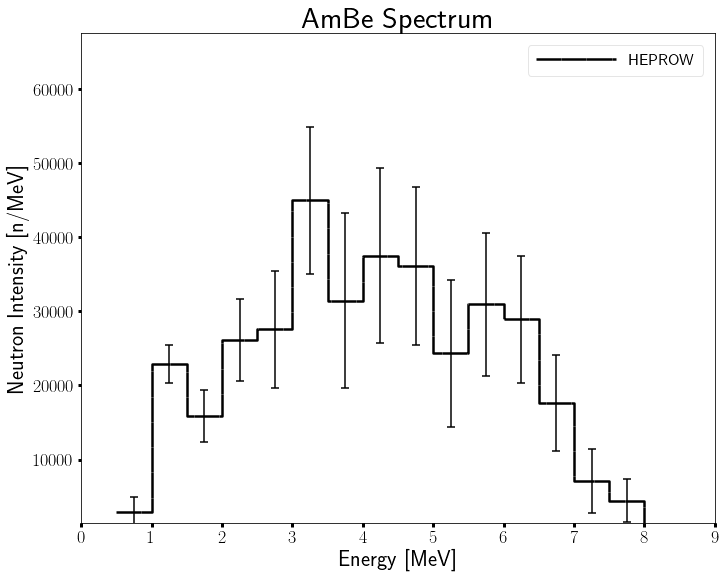 AmBe Spectrum
HEPROW
60000
50000
40000
30000
20000
10000
Neutron Intensity [n/MeV]
0 1 2 3 4 5 6 7 8 9
Energy [MeV]